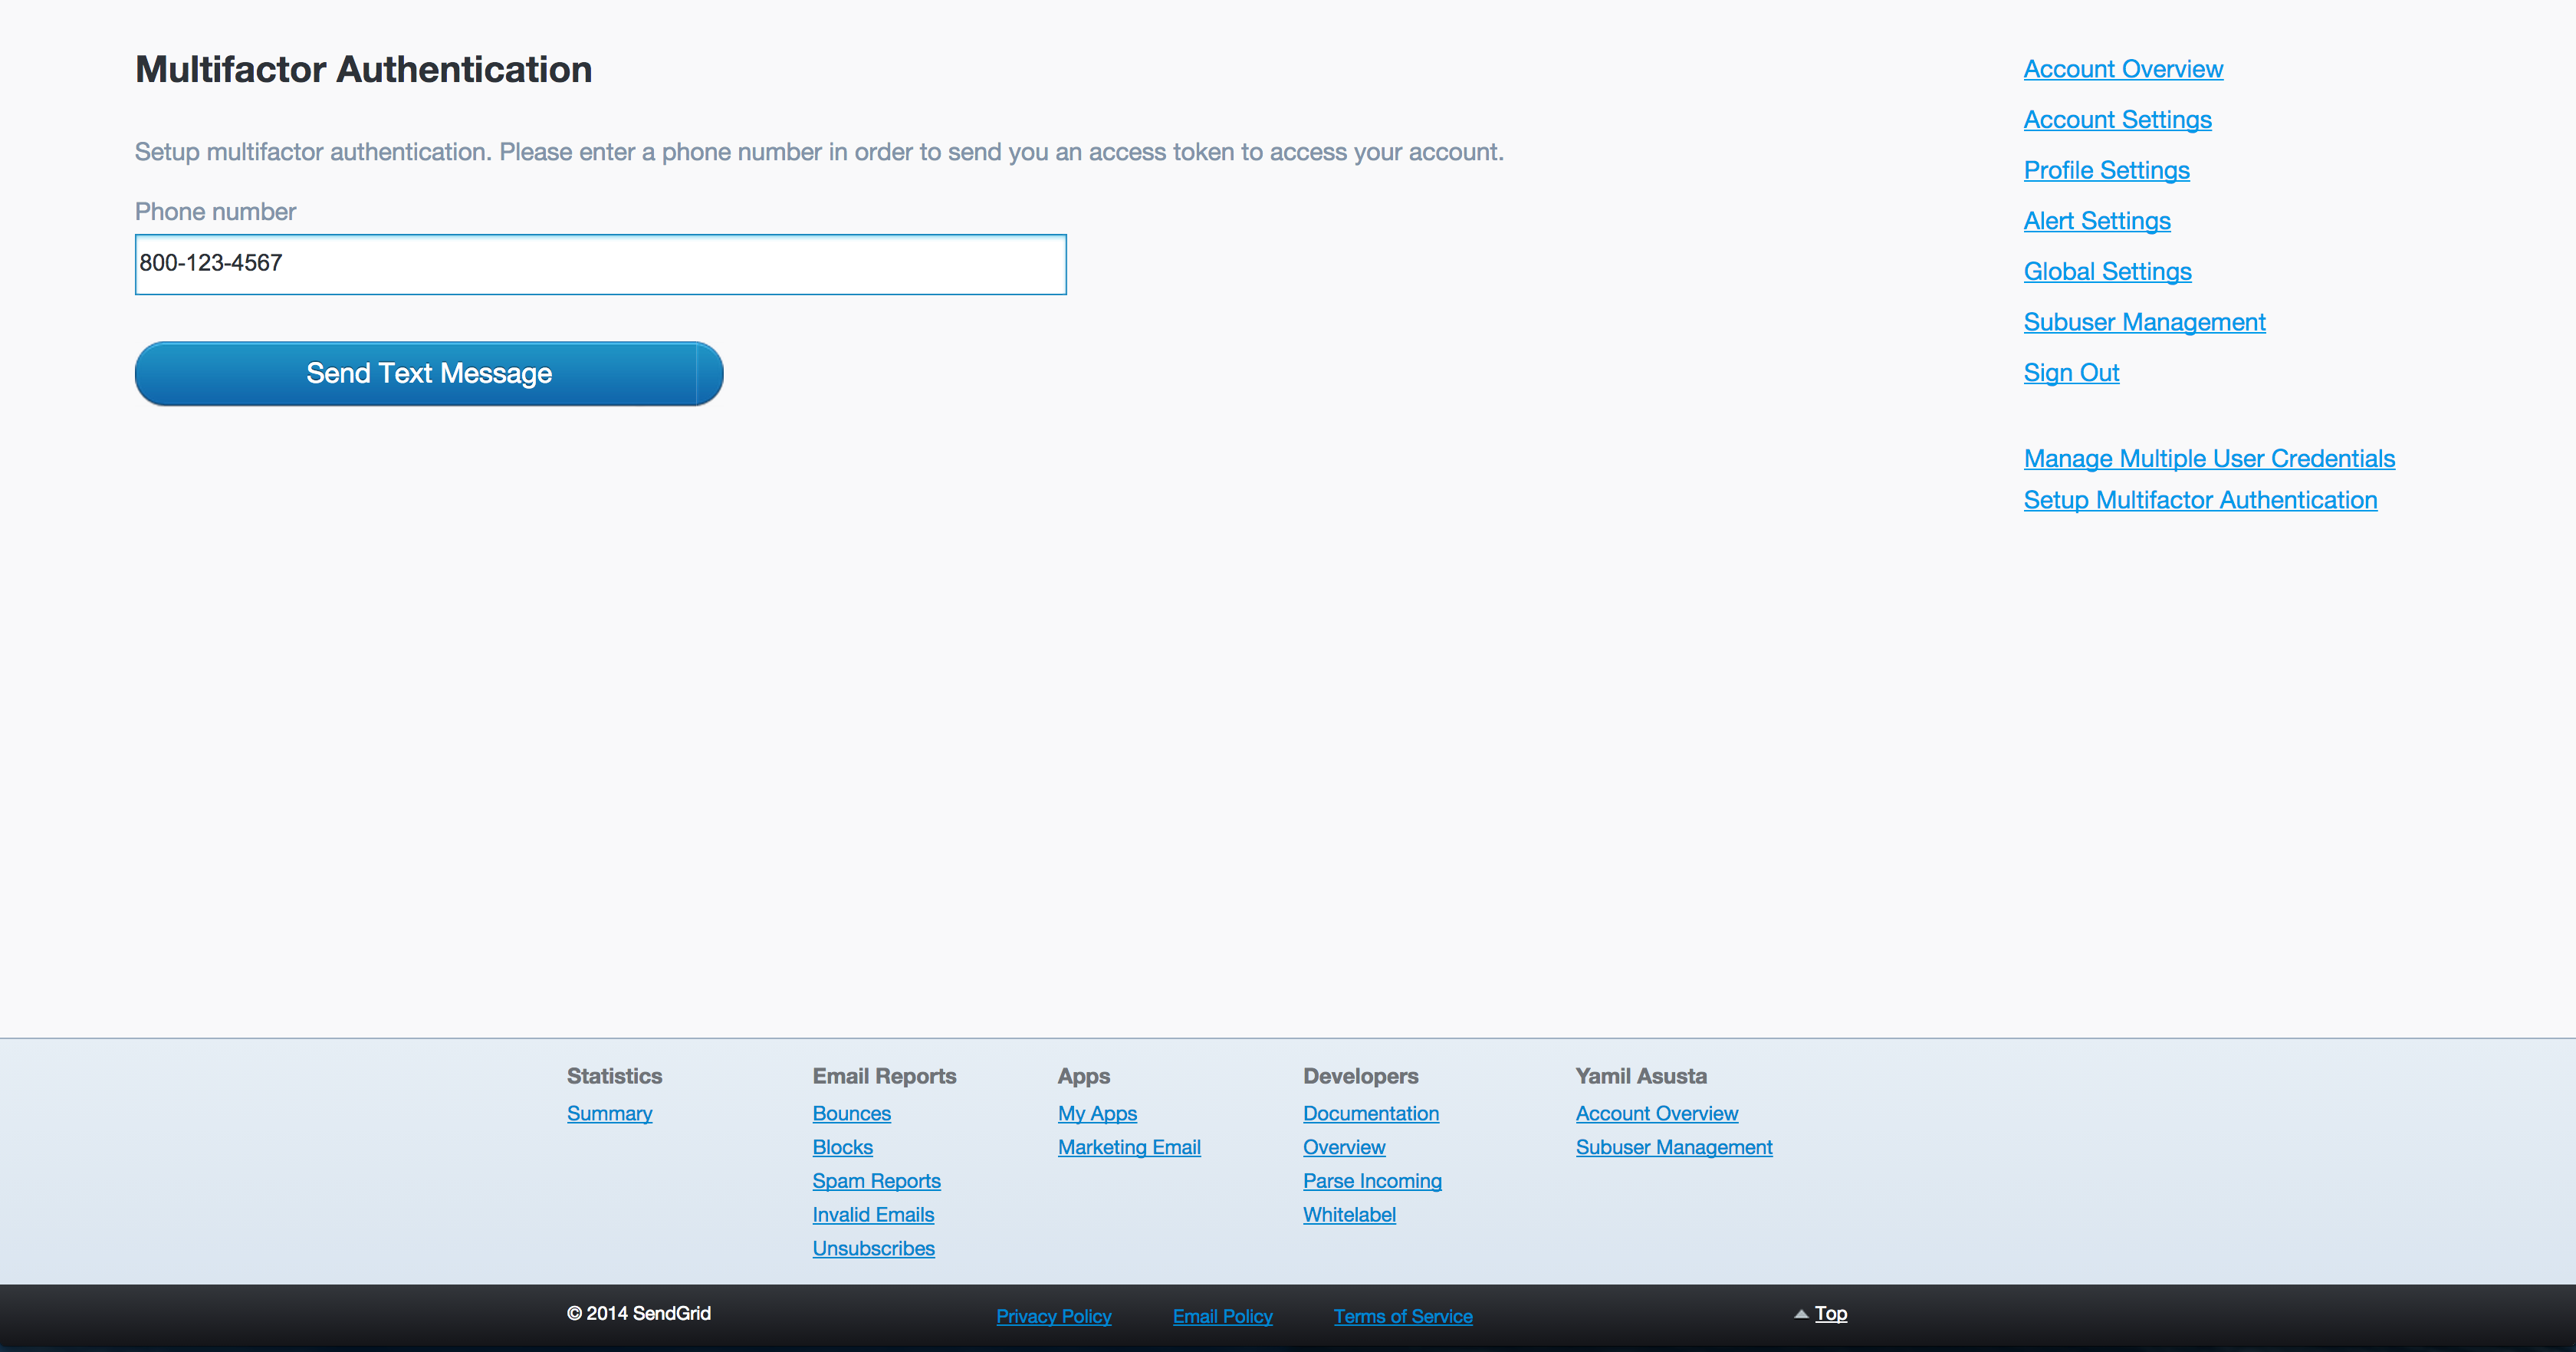 Multifactor Authentication
Setup multifactor authentication. Please enter a phone number in order to send you an access token to access your account.
Phone number
800-123-4567
Send Text Message
Account Overview
Account Settings
Profile Settings
Alert Settings
Global Settings
Subuser Management
Sign Out
Manage Multiple User Credentials
Setup Multifactor Authentication
Statistics
Summary
Email Reports
Bounces
Blocks
Spam Reports
Invalid Emails
Unsubscribes
Apps
My Apps
Marketing Email
Developers
Documentation
Overview
Parse Incoming
Whitelabel
Yamil Asusta
Account Overview
Subuser Management
© 2014 SendGrid
Privacy Policy
Email Policy
Terms of Service
Top